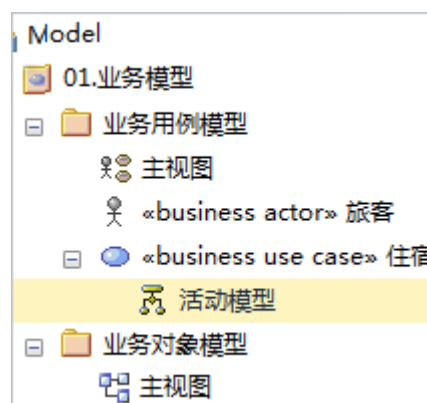 Model
01.业务模型
业务用例模型
主视图
«business actor» 旅客
«business use case» 住宿
活动模型
业务对象模型
主视图